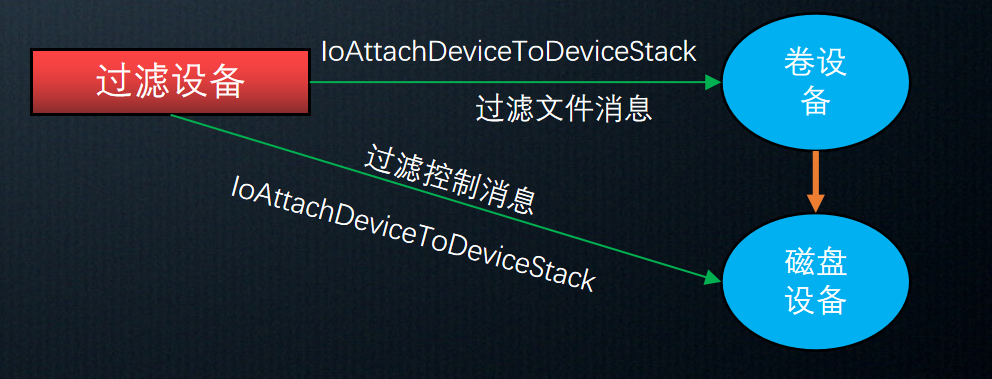 IoAttachDeviceToDeviceStack
过滤设备
过滤文件消息
卷设
备
过滤控制消息
IoAttachDeviceToDeviceStack
磁盘
设备